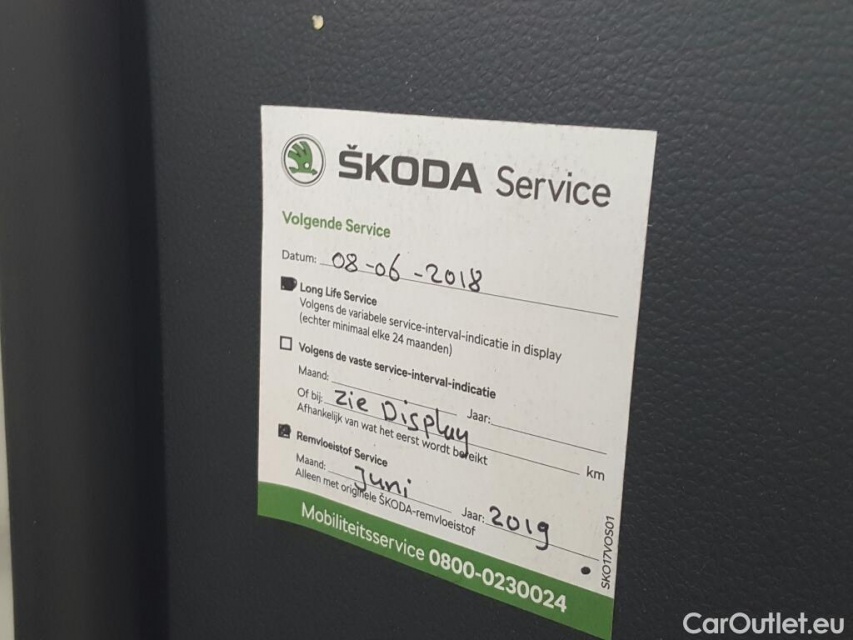 ŠKODA Service
Volgende Service
Datum: 08-06-2018
Long Life Service
Volgens de variabele service-interval-indicatie in display
(echter minimaal elke 24 maanden)
Volgens de vaste service-interval-indicatie
Maand: Jaar:
Of bij: zie Display km
Afhankelijk van wat het eerst wordt bereikt
Remvloeistof Service
Maand: Juni Jaar: 2019
Alleen met originele ŠKODA-remvloeistof
SKO17VOS01
Mobiliteitsservice 0800-0230024
CarOutlet.eu